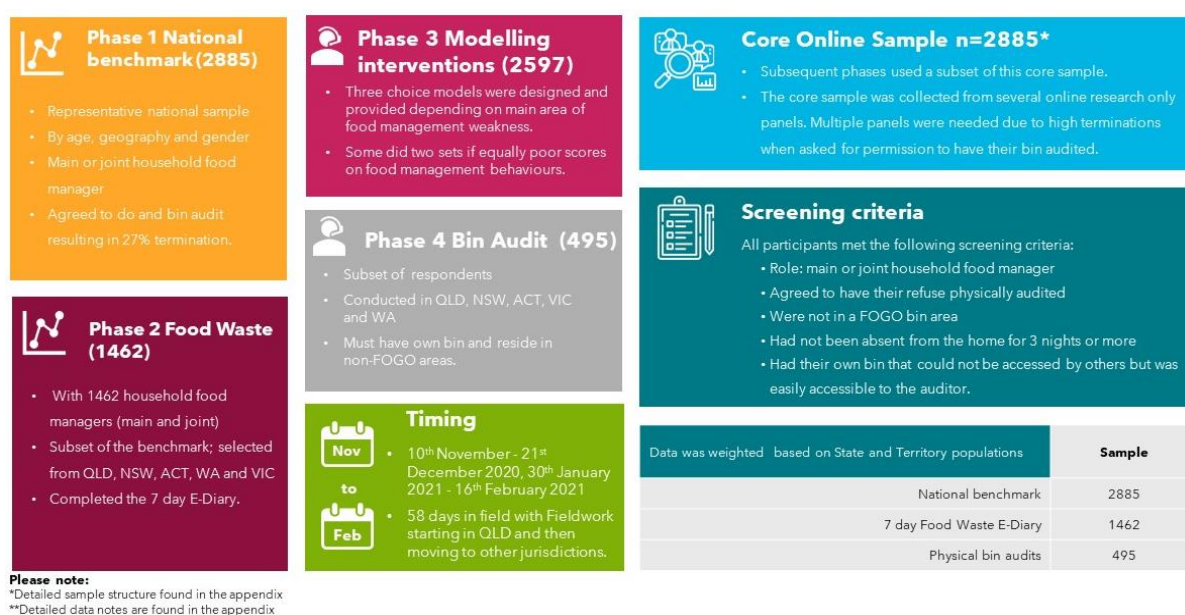 Phase 1 National
benchmark (2885)
• Representative national sample
• By age, geography and gender
• Main or joint household food
manager
• Agreed to do and bin audit
resulting in 27% termination.
Phase 2 Food Waste
(1462)
• With 1462 household food
managers (main and joint)
• Subset of the benchmark; selected
from QLD, NSW, ACT, WA and VIC
• Completed the 7 day E-Diary.
Phase 3 Modelling
interventions (2597)
• Three choice models were designed and
provided depending on main area of
food management weakness.
• Some did two sets if equally poor scores
on food management behaviours.
Phase 4 Bin Audit (495)
• Subset of respondents
• Conducted in QLD, NSW, ACT, VIC
and WA
• Must have own bin and reside in
non-FOGO areas.
Timing
Nov
to
Feb
• 10th November - 21st
December 2020, 30th January
2021 - 16th February 2021
• 58 days in field with Fieldwork
starting in QLD and then
moving to other jurisdictions.
Core Online Sample n=2885*
• Subsequent phases used a subset of this core sample.
• The core sample was collected from several online research only
panels. Multiple panels were needed due to high terminations
when asked for permission to have their bin audited.
Screening criteria
All participants met the following screening criteria:
• Role: main or joint household food manager
• Agreed to have their refuse physically audited
• Were not in a FOGO bin area
• Had not been absent from the home for 3 nights or more
• Had their own bin that could not be accessed by others but was
easily accessible to the auditor.
Data was weighted based on State and Territory populations Sample
National benchmark 2885
7 day Food Waste E-Diary 1462
Physical bin audits 495
Please note:
*Detailed sample structure found in the appendix
**Detailed data notes are found in the appendix